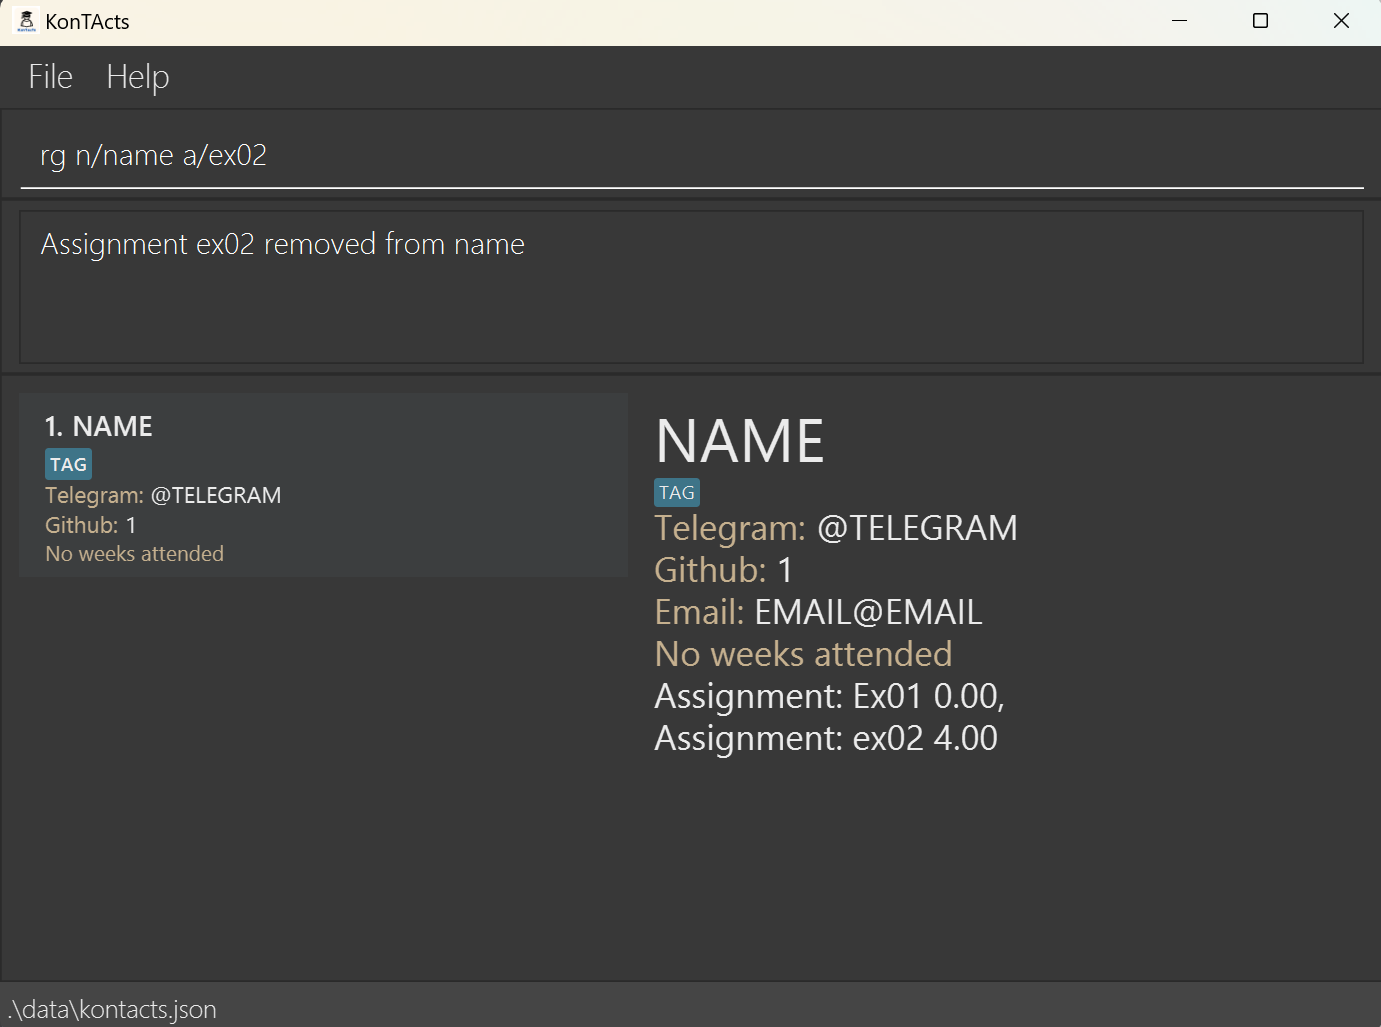 KonTActs
File Help
rg n/name a/ex02
Assignment ex02 removed from name
1. NAME
TAG
Telegram: @TELEGRAM
Github: 1
No weeks attended
NAME
TAG
Telegram: @TELEGRAM
Github: 1
Email: EMAIL@EMAIL
No weeks attended
Assignment: Ex01 0.00,
Assignment: ex02 4.00
.\data\kontacts.json